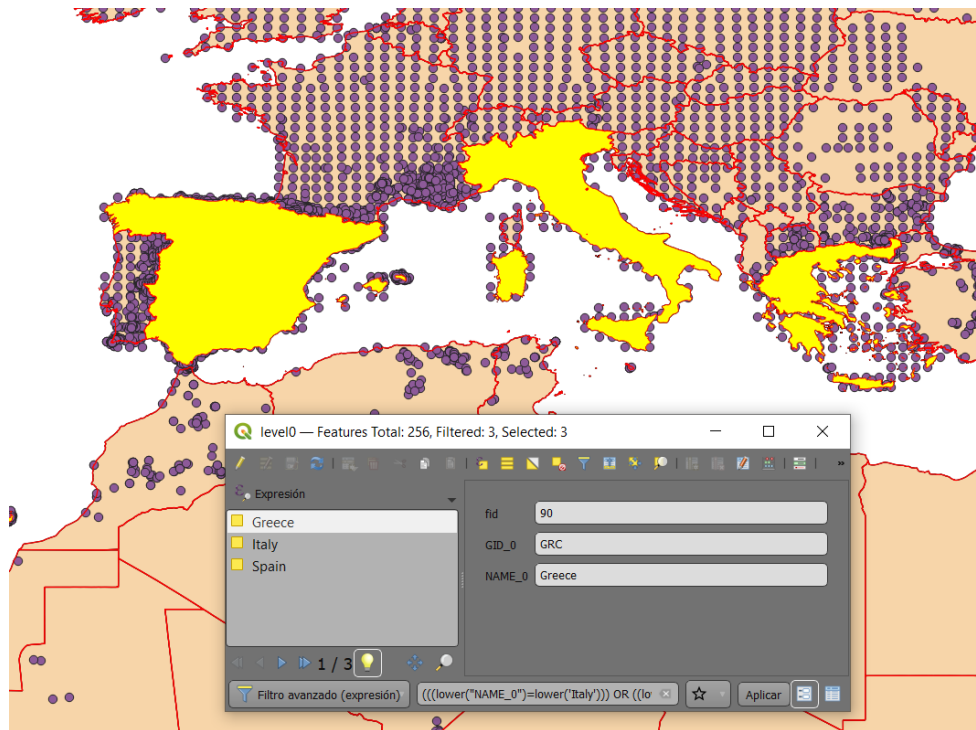 level0 — Features Total: 256, Filtered: 3, Selected: 3
»
Expresión
Greece
Italy
Spain
fid
90
GID_0
GRC
NAME_0
Greece
1 / 3
Filtro avanzado (expresión)
(((lower("NAME_0")=lower('Italy'))) OR ((lo
Aplicar